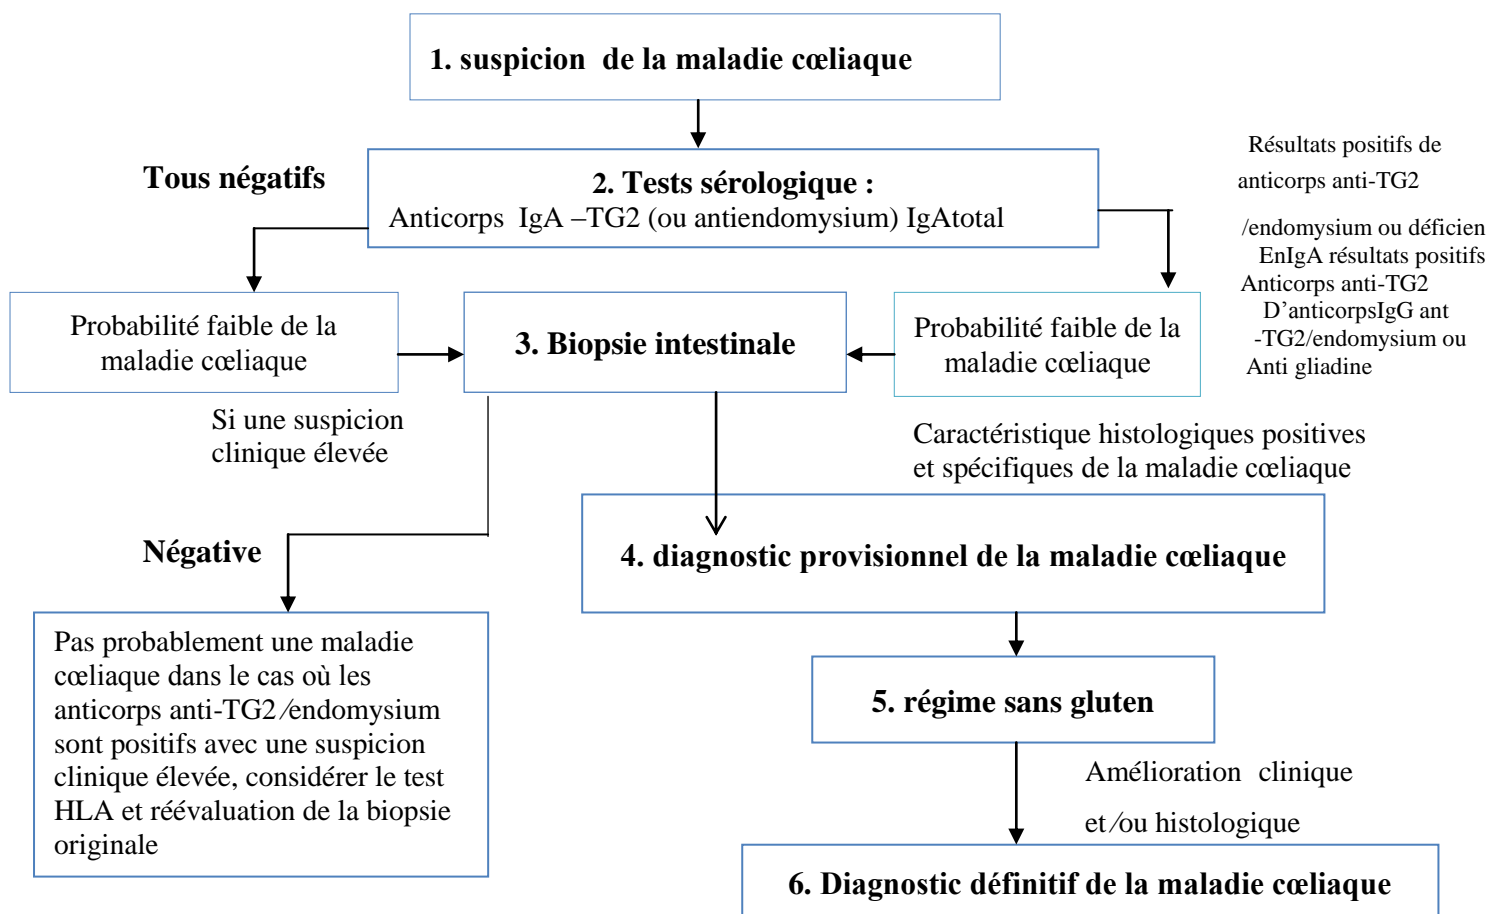 1. suspicion de la maladie cœliaque
Tous négatifs
2. Tests sérologique :
Anticorps IgA –TG2 (ou antiendomysium) IgAtotal
Résultats positifs de
anticorps anti-TG2
/endomysium ou déficien
EnIgA résultats positifs
Anticorps anti-TG2
D’anticorpsIgG ant
-TG2/endomysium ou
Anti gliadine
Probabilité faible de la
maladie cœliaque
3. Biopsie intestinale
Probabilité faible de la
maladie cœliaque
Si une suspicion
clinique élevée
Caractéristique histologiques positives
et spécifiques de la maladie cœliaque
Négative
4. diagnostic provisionnel de la maladie cœliaque
Pas probablement une maladie
cœliaque dans le cas où les
anticorps anti-TG2 ⁄endomysium
sont positifs avec une suspicion
clinique élevée, considérer le test
HLA et réévaluation de la biopsie
originale
5. régime sans gluten
Amélioration clinique
et ⁄ou histologique
6. Diagnostic définitif de la maladie cœliaque